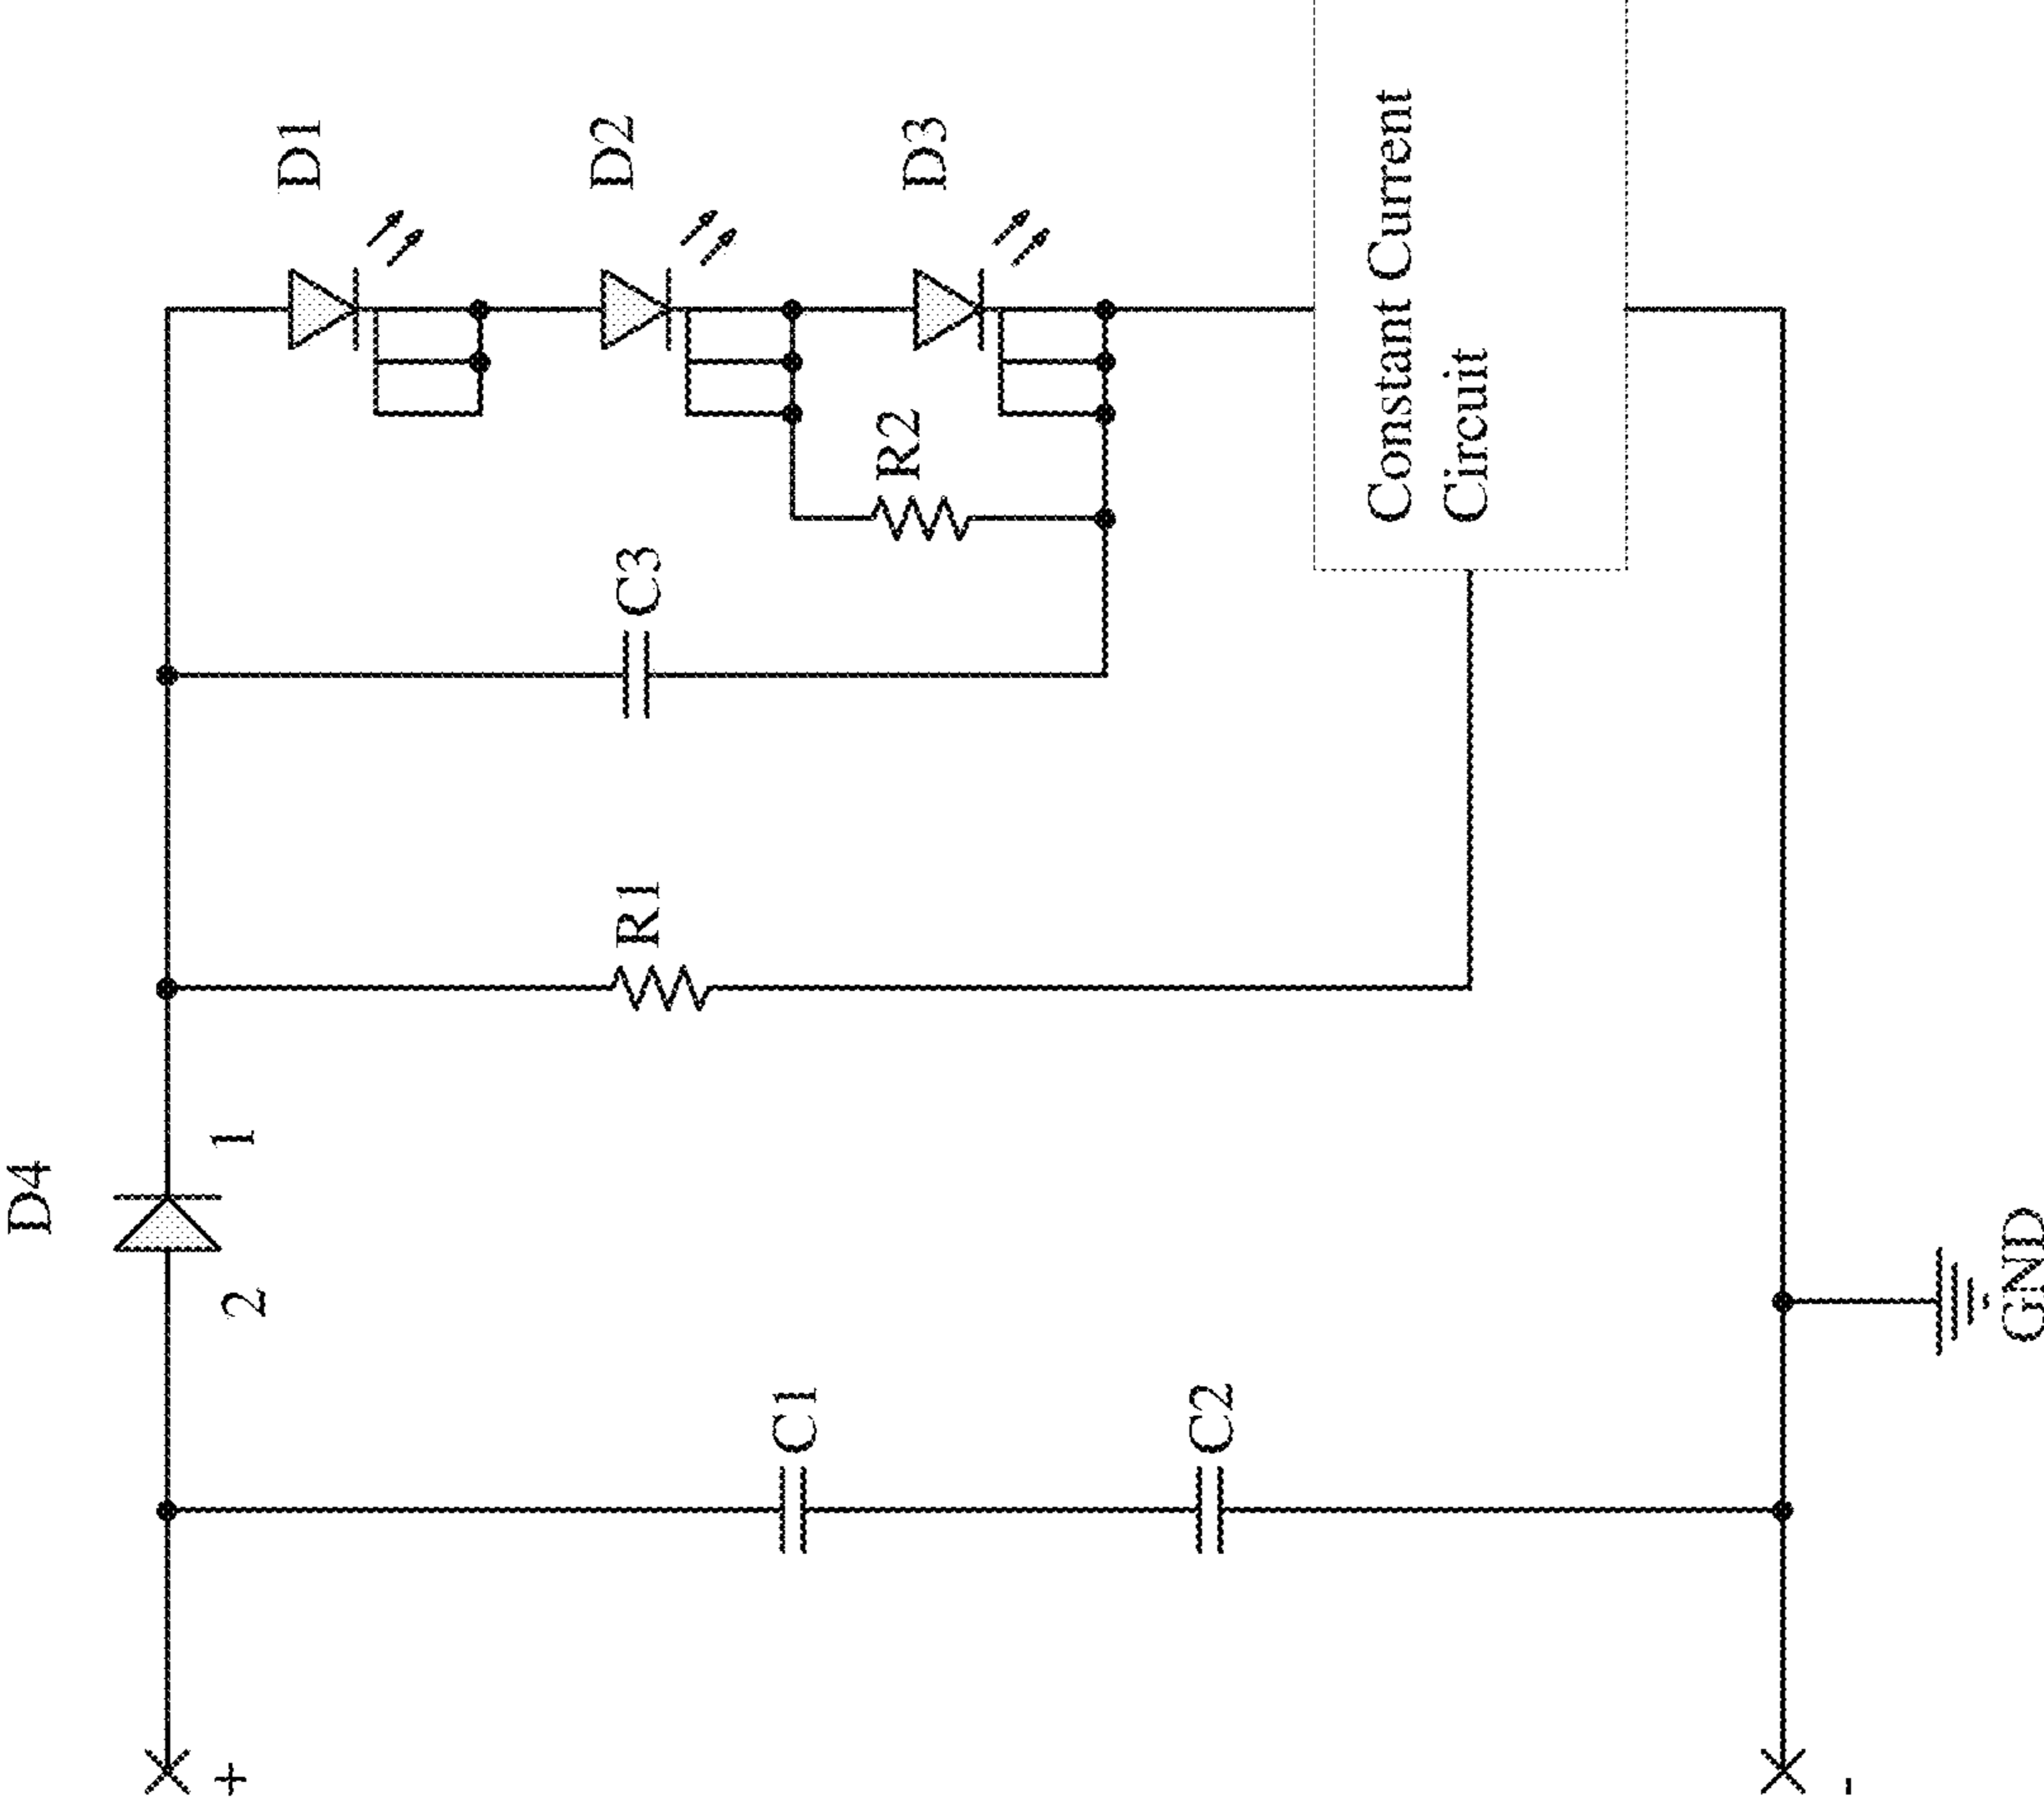 D4
2
1
+
C1
C2
R1
C3
R2
D1
D2
D3
Constant Current
Circuit
GND
-